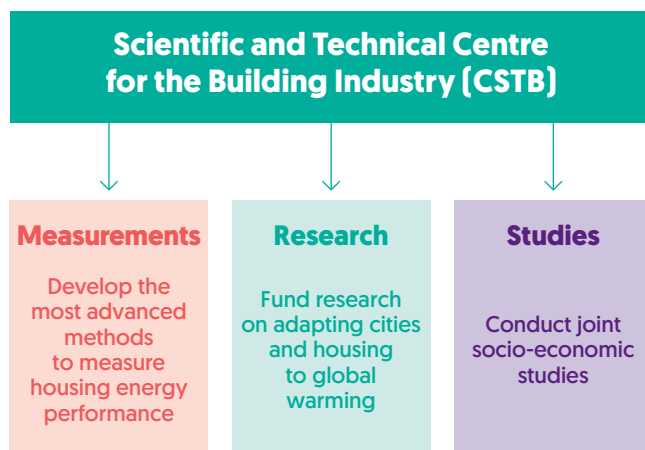 Scientific and Technical Centre
for the Building Industry (CSTB)
Measurements
Develop the
most advanced
methods
to measure
housing energy
performance
Research
Fund research
on adapting cities
and housing
to global
warming
Studies
Conduct joint
socio-economic
studies